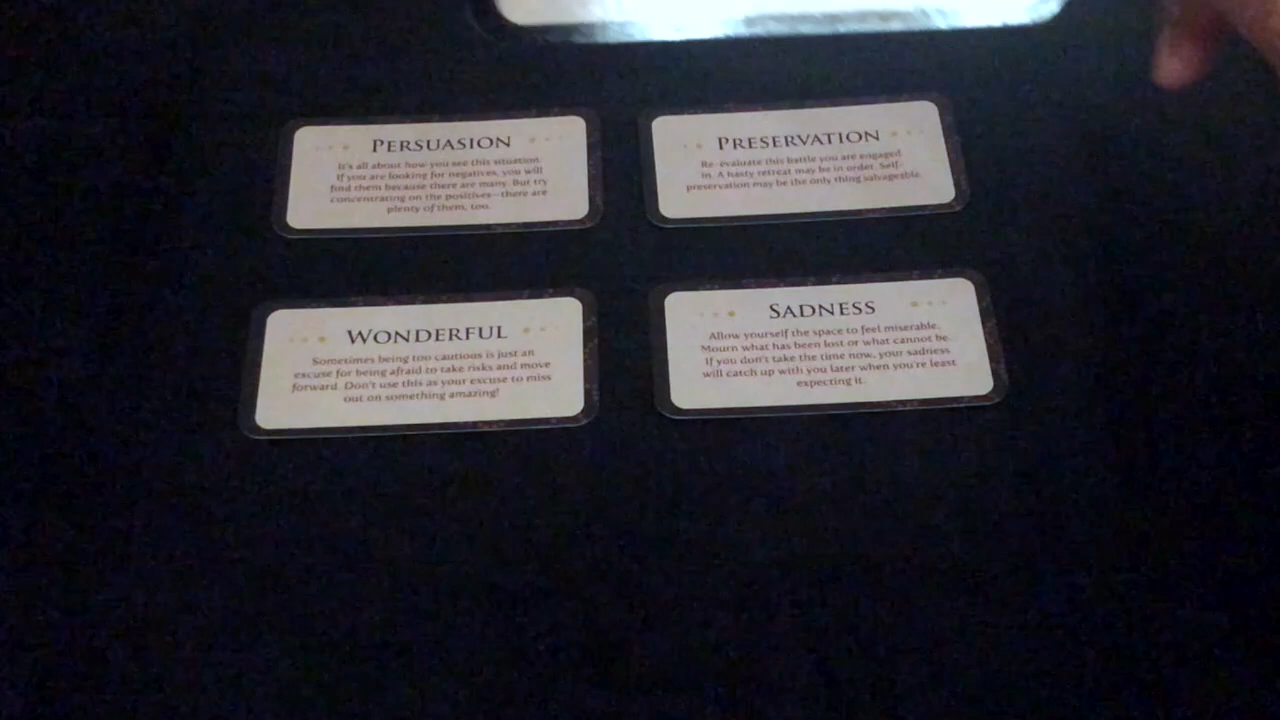 PERSUASION
It's all about how you see this situation.
If you are looking for negatives, you will
find them because there are many. But try
concentrating on the positives—there are
plenty of them, too.
PRESERVATION
Re-evaluate this battle you are engaged
in. A hasty retreat may be in order. Self-
preservation may be the only thing salvageable.
WONDERFUL
Sometimes being too cautious is just an
excuse for being afraid to take risks and move
forward. Don't use this as your excuse to miss
out on something amazing!
SADNESS
Allow yourself the space to feel miserable.
Mourn what has been lost or what cannot be.
If you don't take the time now, your sadness
will catch up with you later when you're least
expecting it.